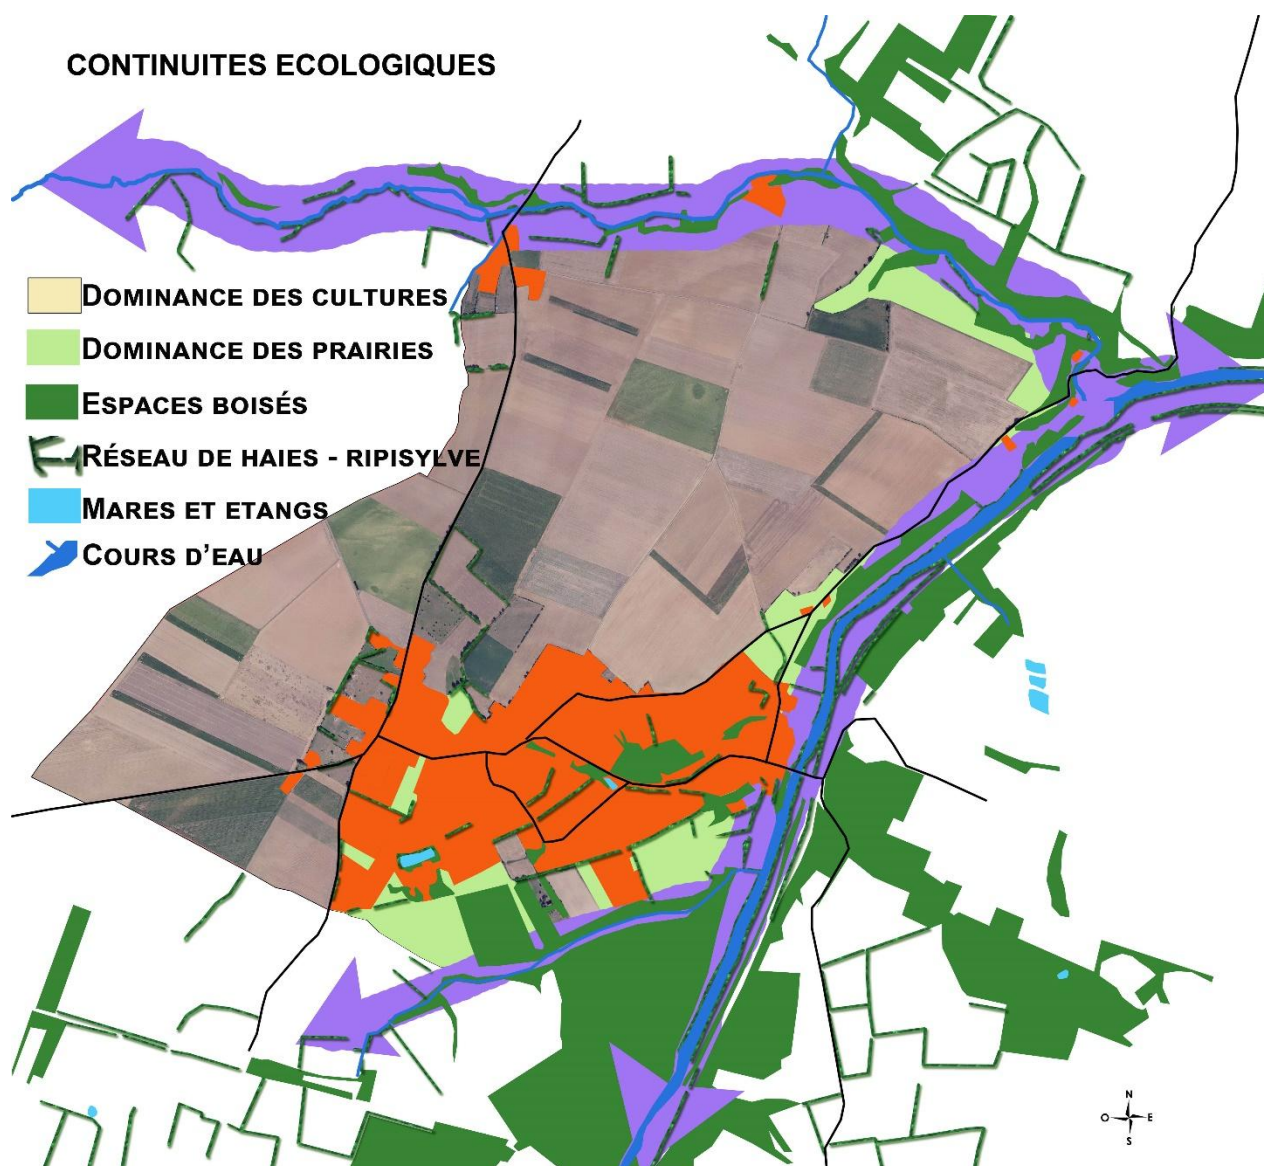 CONTINUITES ECOLOGIQUES
DOMINANCE DES CULTURES
DOMINANCE DES PRAIRIES
ESPACES BOISÉS
RÉSEAU DE HAIES - RIPISYLVE
MARES ET ETANGS
COURS D'EAU
N
O E
S